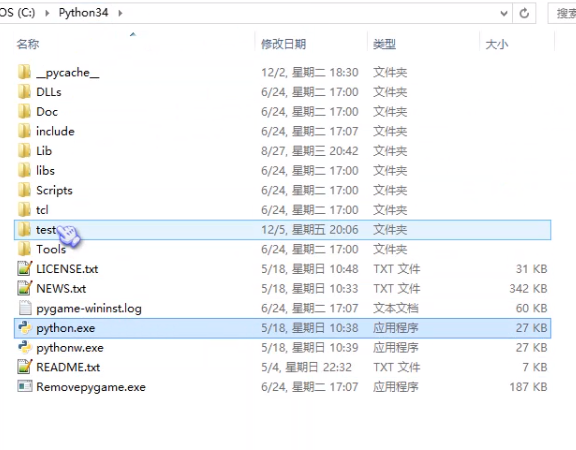 OS (C:) Python34 搜索
名称 修改日期 类型 大小
__pycache__ 12/2, 星期二 18:30 文件夹
DLLs 6/24, 星期二 17:00 文件夹
Doc 6/24, 星期二 17:00 文件夹
include 6/24, 星期二 17:07 文件夹
Lib 8/27, 星期三 20:42 文件夹
libs 6/24, 星期二 17:00 文件夹
Scripts 6/24, 星期二 17:00 文件夹
tcl 6/24, 星期二 17:00 文件夹
test 12/5, 星期五 20:06 文件夹
Tools 6/24, 星期二 17:00 文件夹
LICENSE.txt 5/18, 星期日 10:48 TXT 文件 31 KB
NEWS.txt 5/18, 星期日 10:33 TXT 文件 342 KB
pygame-wininst.log 6/24, 星期二 17:07 文本文档 60 KB
python.exe 5/18, 星期日 10:38 应用程序 27 KB
pythonw.exe 5/18, 星期日 10:39 应用程序 27 KB
README.txt 5/4, 星期日 22:32 TXT 文件 7 KB
Removepygame.exe 6/24, 星期二 17:07 应用程序 187 KB